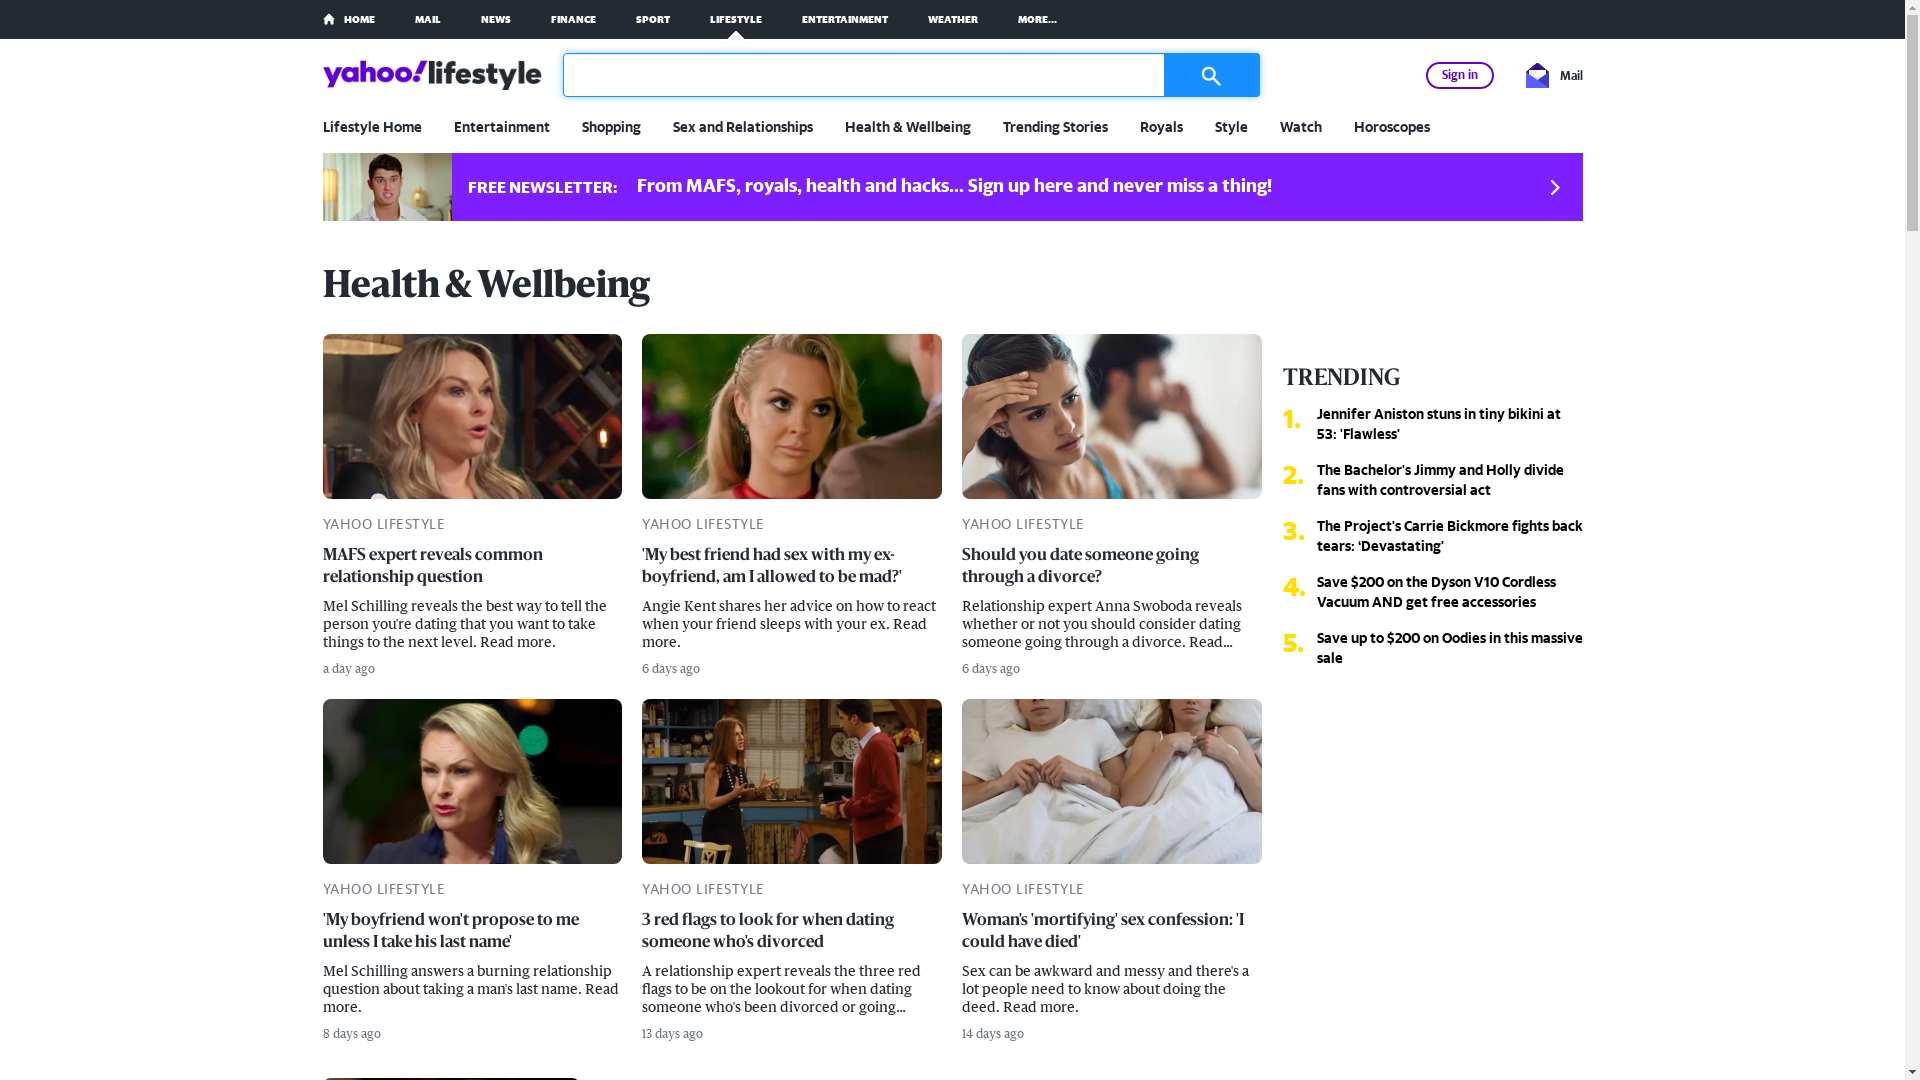 HOME MAIL NEWS FINANCE SPORT LIFESTYLE ENTERTAINMENT WEATHER MORE...
yahoo!lifestyle
Sign in
Mail
Lifestyle Home Entertainment Shopping Sex and Relationships Health & Wellbeing Trending Stories Royals Style Watch Horoscopes
FREE NEWSLETTER: From MAFS, royals, health and hacks... Sign up here and never miss a thing!
Health & Wellbeing
YAHOO LIFESTYLE
MAFS expert reveals common
relationship question
Mel Schilling reveals the best way to tell the
person you're dating that you want to take
things to the next level. Read more.
a day ago
YAHOO LIFESTYLE
'My best friend had sex with my ex-
boyfriend, am I allowed to be mad?'
Angie Kent shares her advice on how to react
when your friend sleeps with your ex. Read
more.
6 days ago
YAHOO LIFESTYLE
Should you date someone going
through a divorce?
Relationship expert Anna Swoboda reveals
whether or not you should consider dating
someone going through a divorce. Read...
6 days ago
YAHOO LIFESTYLE
'My boyfriend won't propose to me
unless I take his last name'
Mel Schilling answers a burning relationship
question about taking a man's last name. Read
more.
8 days ago
YAHOO LIFESTYLE
3 red flags to look for when dating
someone who's divorced
A relationship expert reveals the three red
flags to be on the lookout for when dating
someone who's been divorced or going...
13 days ago
YAHOO LIFESTYLE
Woman's 'mortifying' sex confession: 'I
could have died'
Sex can be awkward and messy and there's a
lot people need to know about doing the
deed. Read more.
14 days ago
TRENDING
1. Jennifer Aniston stuns in tiny bikini at
53: 'Flawless'
2. The Bachelor's Jimmy and Holly divide
fans with controversial act
3. The Project's Carrie Bickmore fights back
tears: ‘Devastating'
4. Save $200 on the Dyson V10 Cordless
Vacuum AND get free accessories
5. Save up to $200 on Oodies in this massive
sale